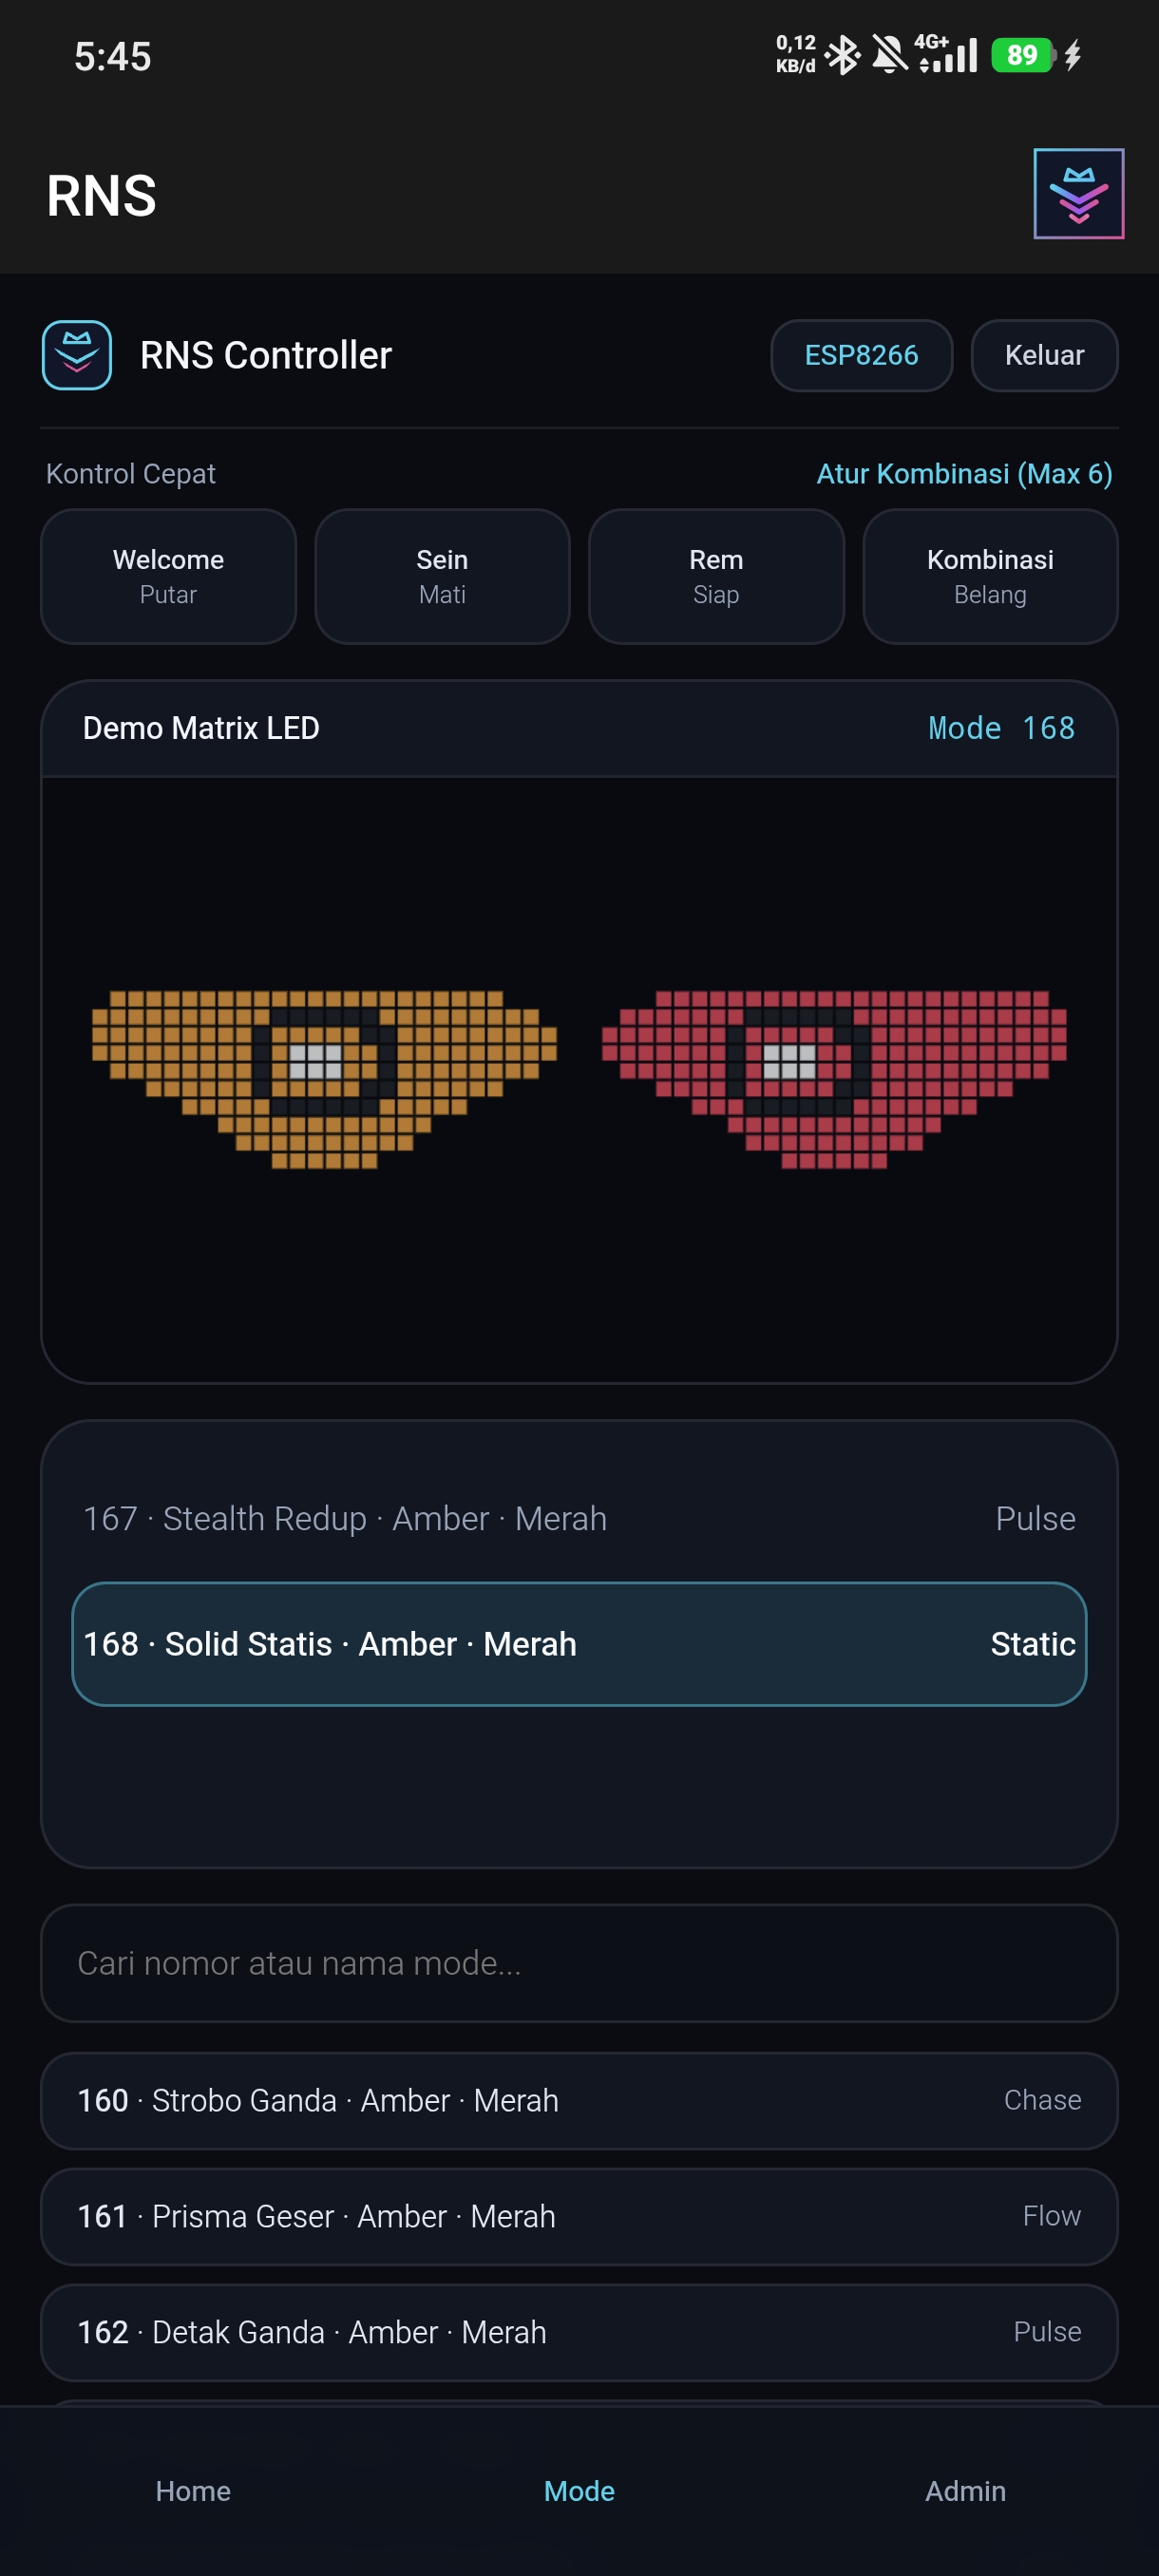 5:45
0,12
KB/d
4G+
89
RNS
RNS Controller
ESP8266
Keluar
Kontrol Cepat
Atur Kombinasi (Max 6)
Welcome
Putar
Sein
Mati
Rem
Siap
Kombinasi
Belang
Demo Matrix LED
Mode 168
167 · Stealth Redup · Amber · Merah
Pulse
168 · Solid Statis · Amber · Merah
Static
Cari nomor atau nama mode...
160 · Strobo Ganda · Amber · Merah
Chase
161 · Prisma Geser · Amber · Merah
Flow
162 · Detak Ganda · Amber · Merah
Pulse
Home
Mode
Admin